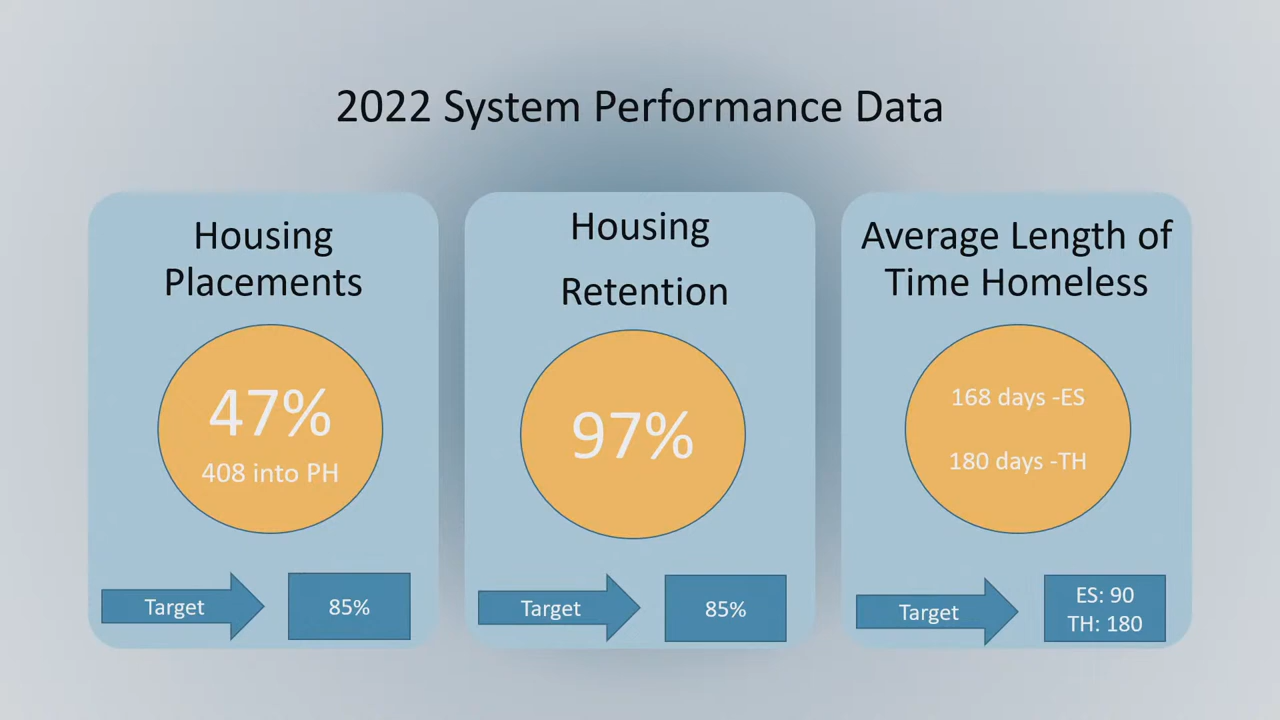 2022 System Performance Data
Housing
Placements
47%
408 into PH
Target
85%
Housing
Retention
97%
Target
85%
Average Length of
Time Homeless
168 days -ES
180 days -TH
Target
ES: 90
TH: 180